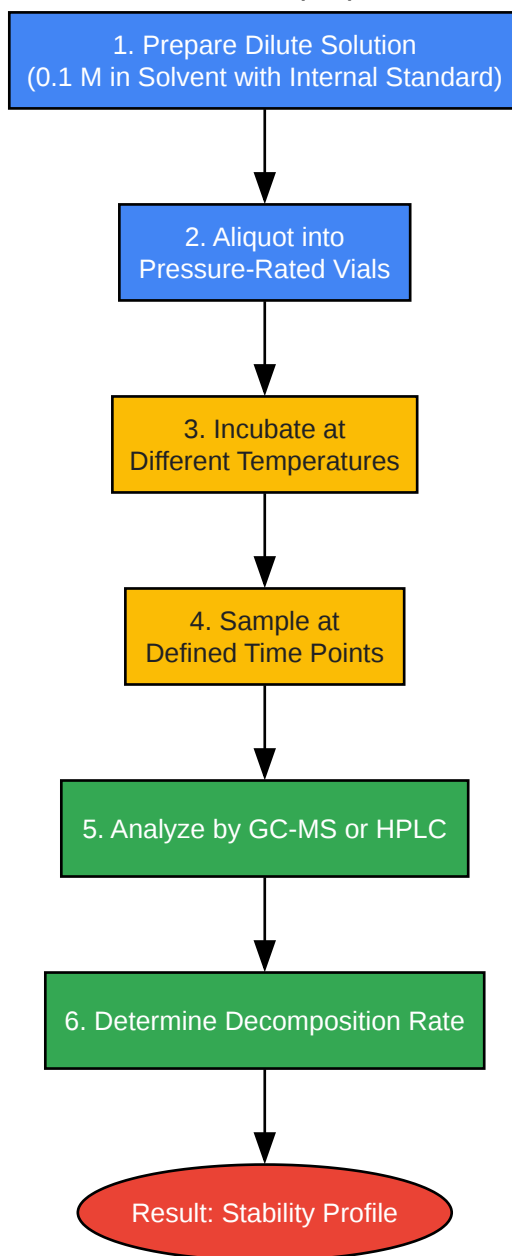 1. Prepare Dilute Solution
(0.1 M in Solvent with Internal Standard)
2. Aliquot into
Pressure-Rated Vials
3. Incubate at
Different Temperatures
4. Sample at
Defined Time Points
5. Analyze by GC-MS or HPLC
6. Determine Decomposition Rate
Result: Stability Profile